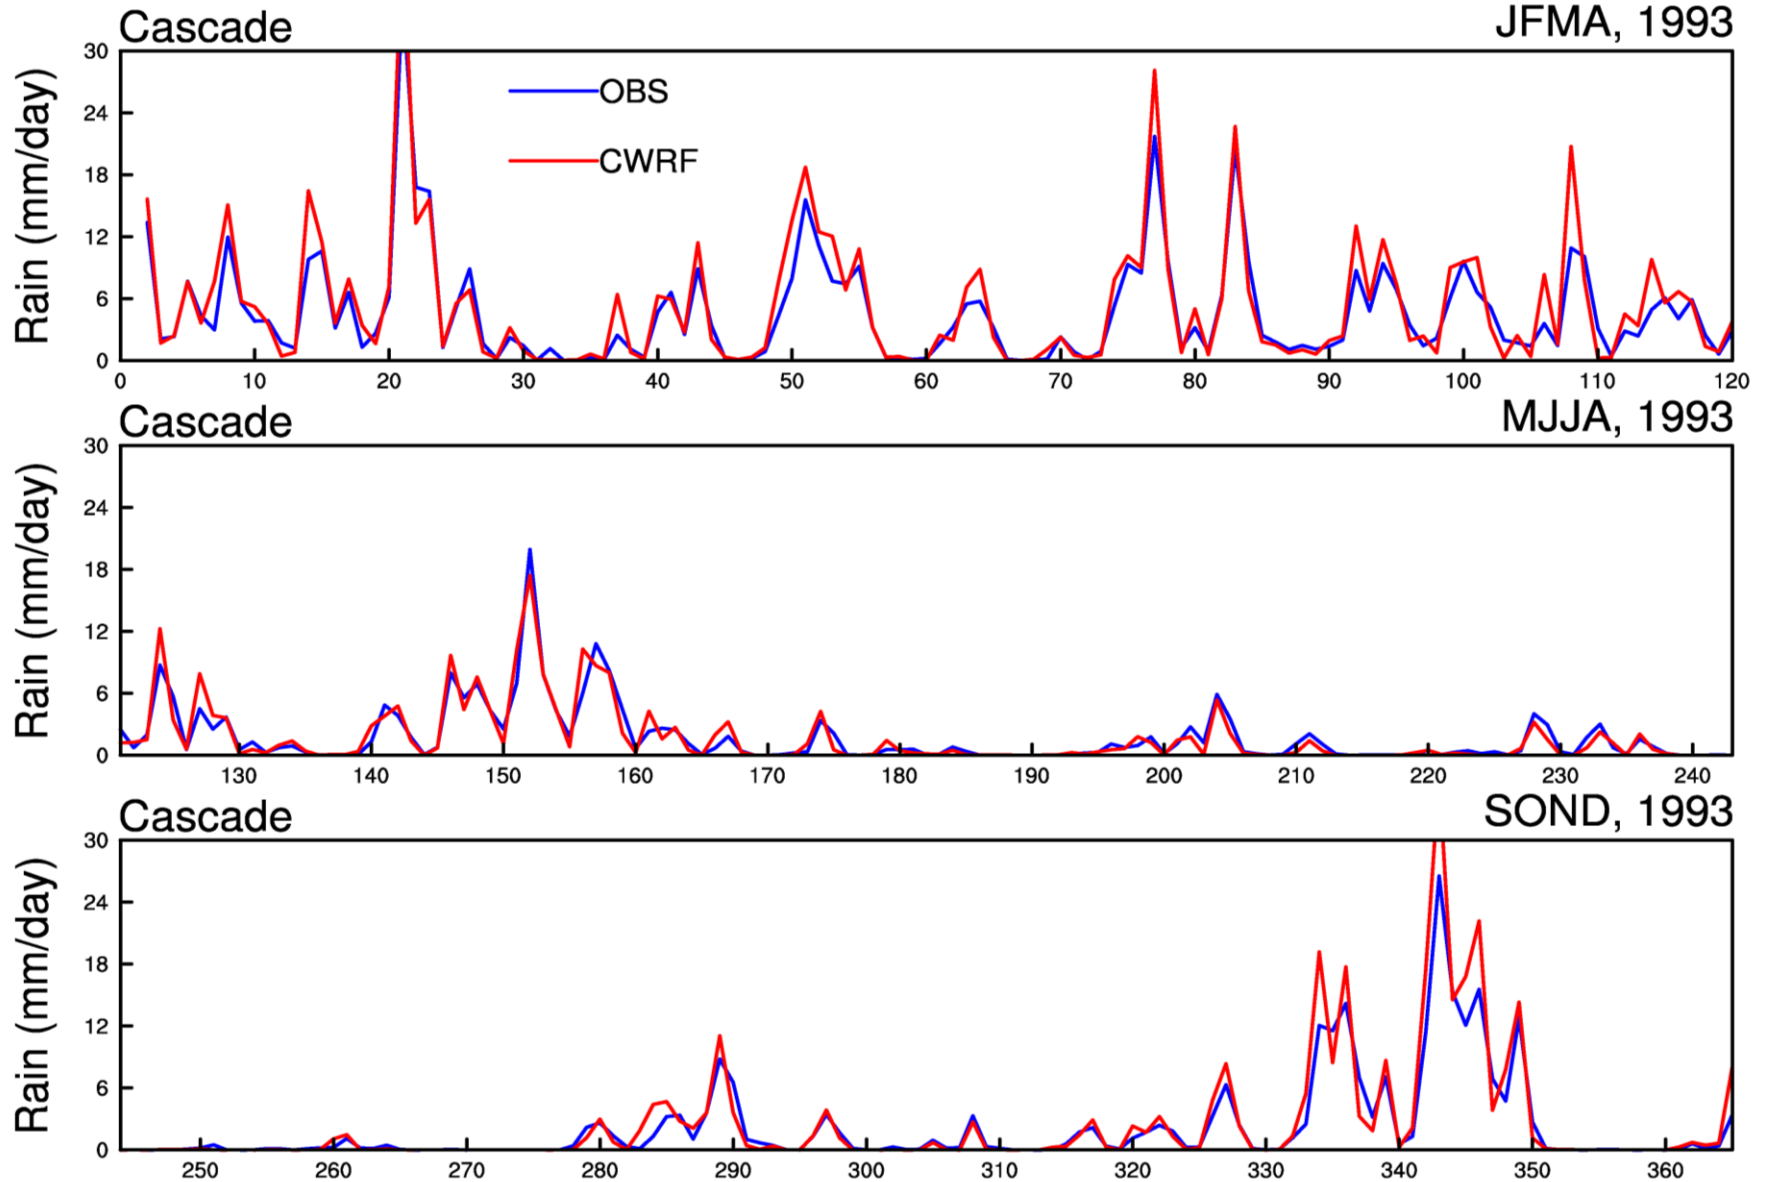 Cascade JFMA, 1993
Rain (mm/day)
30
24
18
12
6
0
OBS
CWRF
0 10 20 30 40 50 60 70 80 90 100 110 120
Cascade MJJA, 1993
Rain (mm/day)
30
24
18
12
6
0
130 140 150 160 170 180 190 200 210 220 230 240
Cascade SOND, 1993
Rain (mm/day)
30
24
18
12
6
0
250 260 270 280 290 300 310 320 330 340 350 360